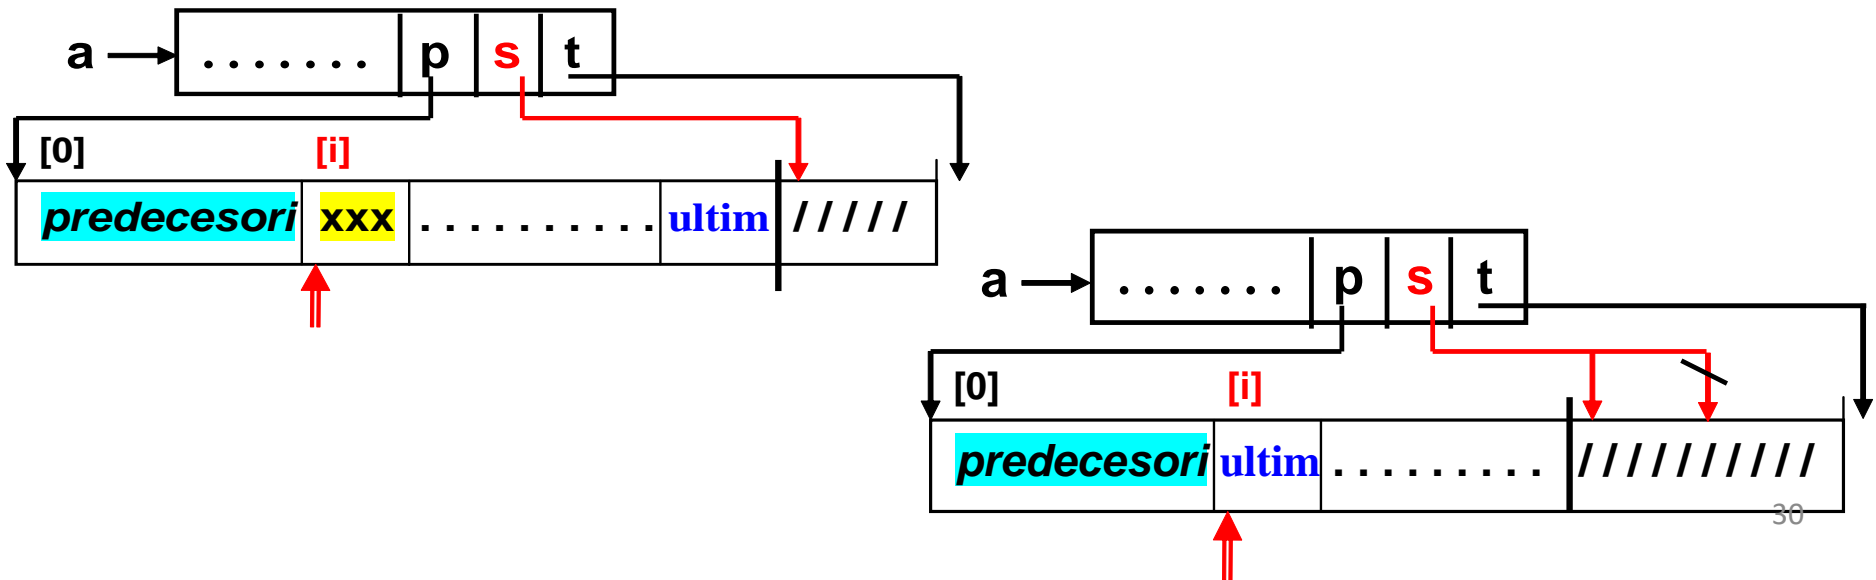 a . . . . . . . p s t
[0] [i]
predecesori xxx . . . . . . . . . . ultim / / / / /
a . . . . . . . p s t
[0] [i]
predecesori ultim . . . . . . . . . / / / / / / / / / /
30